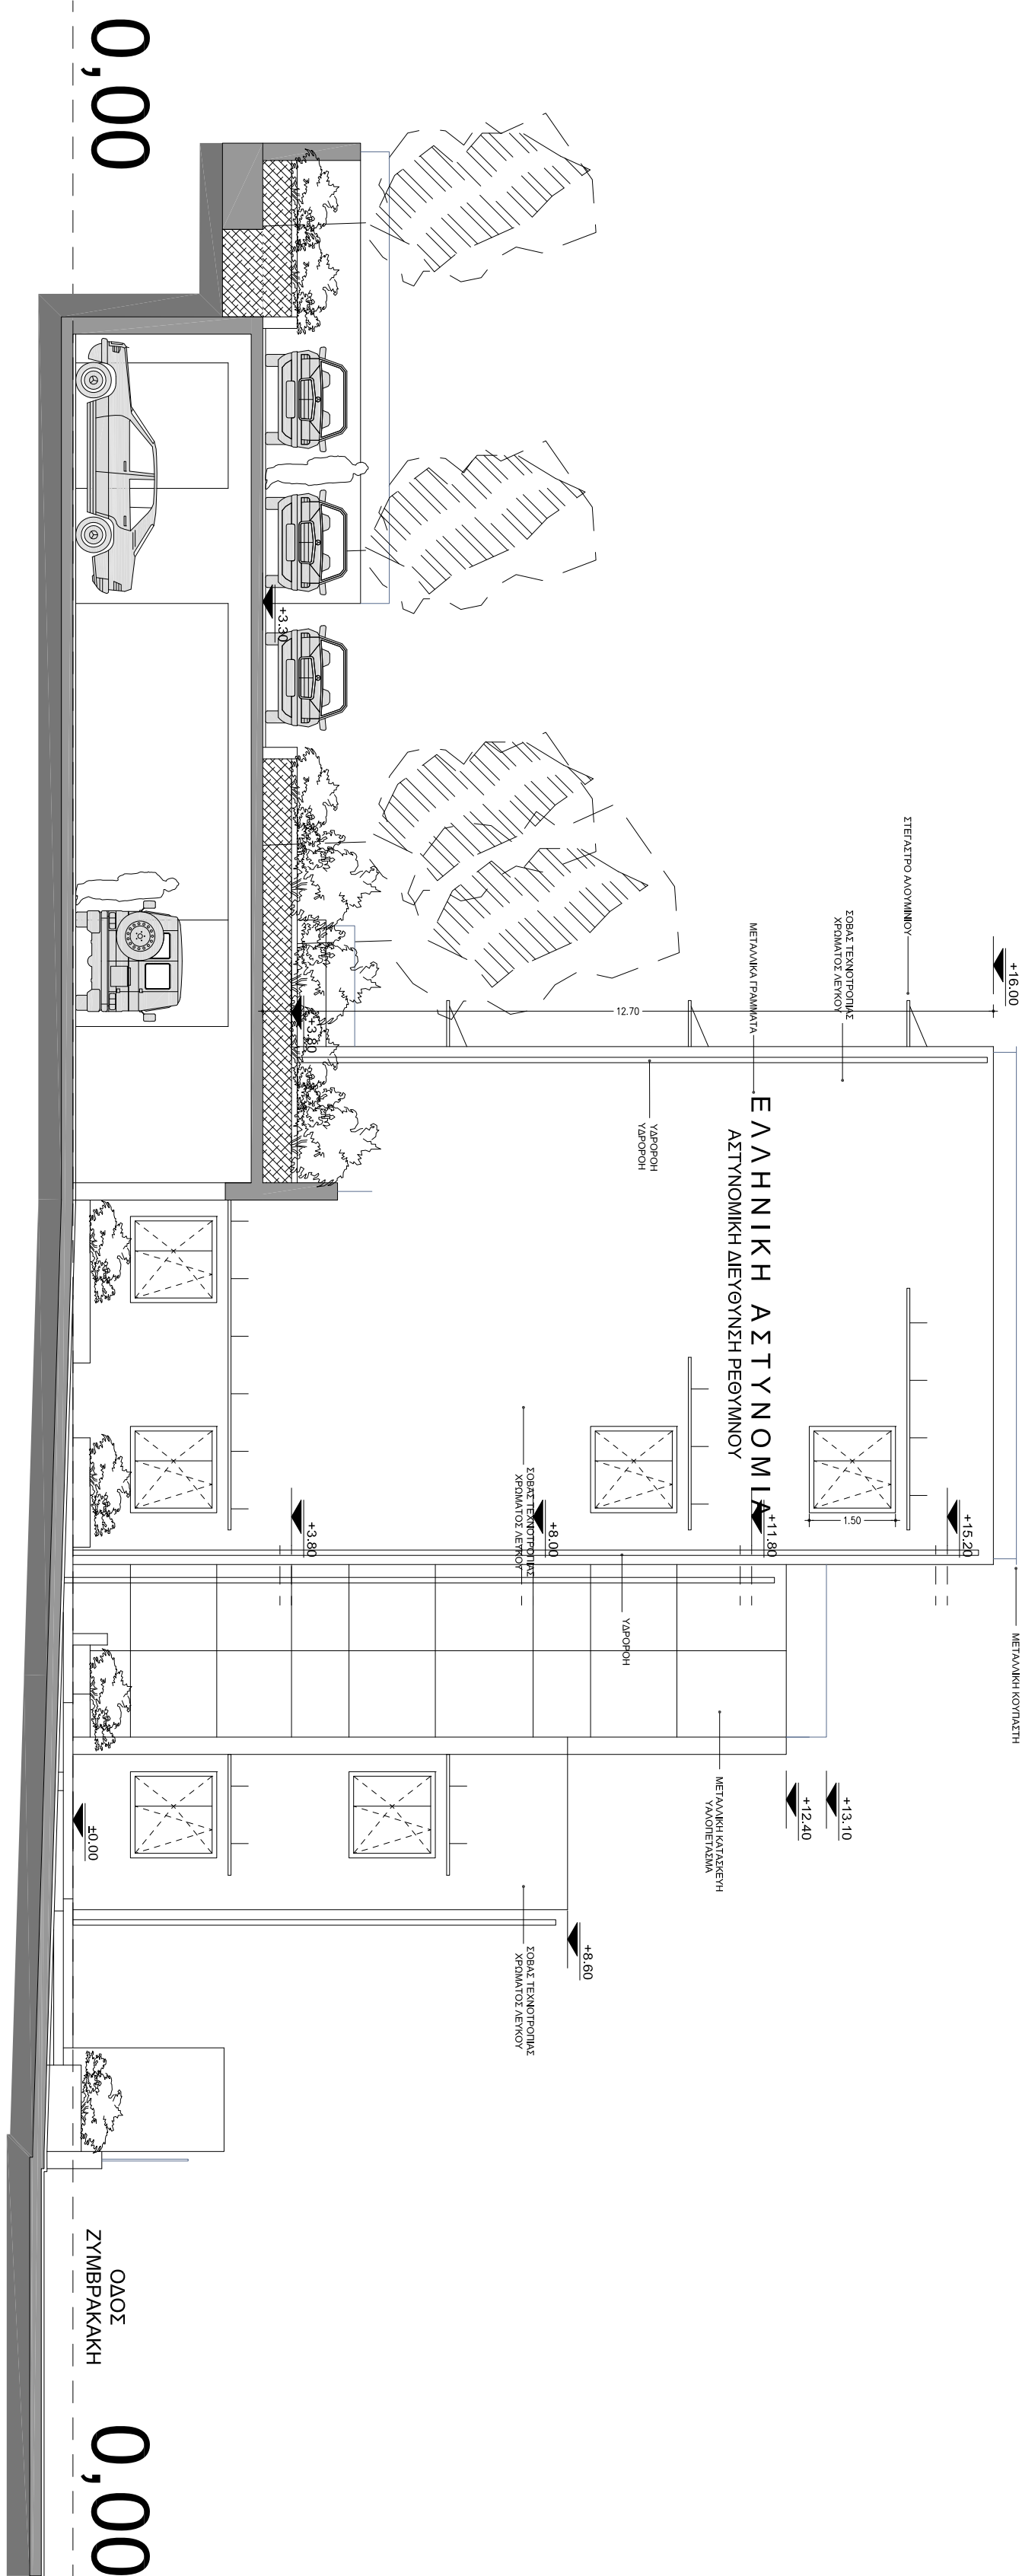 0,00
+3.30
ΣΤΕΓΑΣΤΡΟ ΑΛΟΥΜΙΝΙΟΥ
ΣΟΒΑΣ ΤΕΧΝΟΤΡΟΠΙΑΣ
ΧΡΩΜΑΤΟΣ ΛΕΥΚΟΥ
ΜΕΤΑΛΛΙΚΑ ΓΡΑΜΜΑΤΑ
+16.00
12.70
+3.80
ΥΔΡΟΡΟΗ
ΥΔΡΟΡΟΗ
ΕΛΛΗΝΙΚΗ ΑΣΤΥΝΟΜΙΑ
ΑΣΤΥΝΟΜΙΚΗ ΔΙΕΥΘΥΝΣΗ ΡΕΘΥΜΝΟΥ
1.50
+15.20
+11.80
+8.00
+3.80
ΣΟΒΑΣ ΤΕΧΝΟΤΡΟΠΙΑΣ
ΧΡΩΜΑΤΟΣ ΛΕΥΚΟΥ
ΥΔΡΟΡΟΗ
ΜΕΤΑΛΛΙΚΗ ΚΟΥΠΑΣΤΗ
ΜΕΤΑΛΛΙΚΗ ΚΑΤΑΣΚΕΥΗ
ΥΑΛΟΠΕΤΑΣΜΑ
+13.10
+12.40
±0.00
+8.60
ΣΟΒΑΣ ΤΕΧΝΟΤΡΟΠΙΑΣ
ΧΡΩΜΑΤΟΣ ΛΕΥΚΟΥ
ΟΔΟΣ
ΖΥΜΒΡΑΚΑΚΗ
0,00